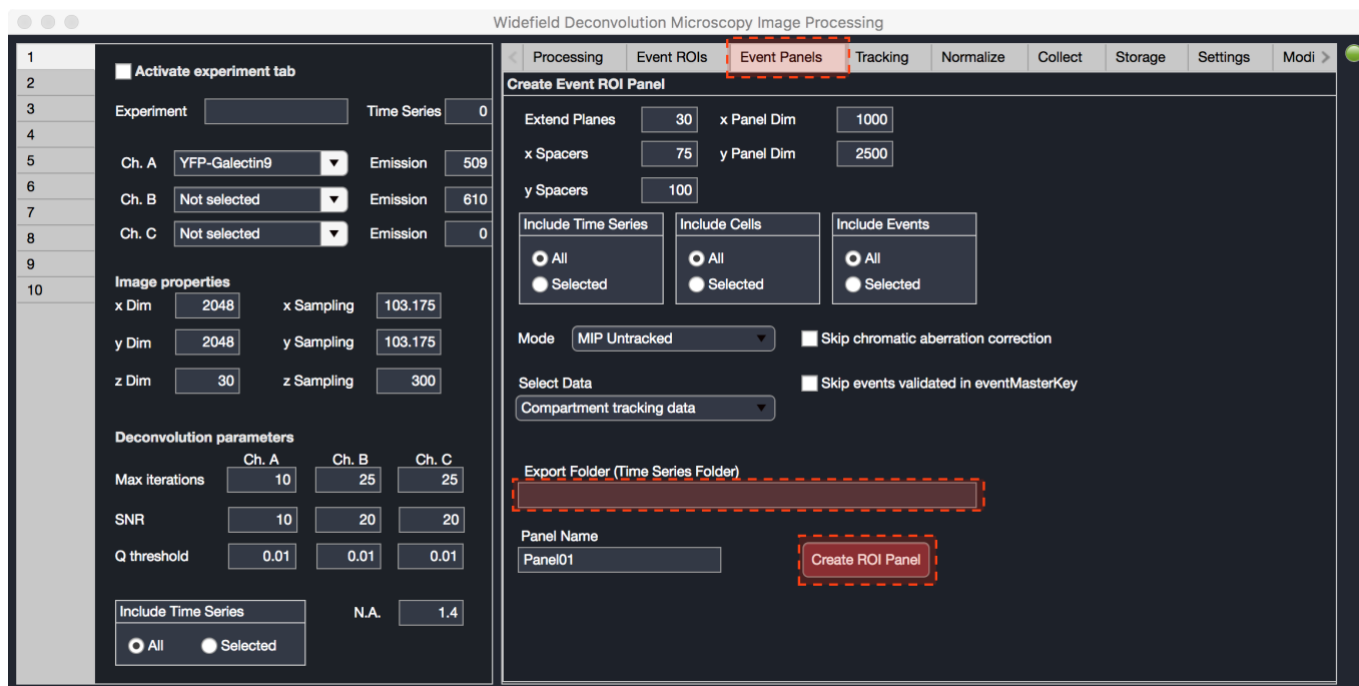 Widefield Deconvolution Microscopy Image Processing
1
2
3
4
5
6
7
8
9
10
Activate experiment tab
Experiment Time Series 0
Ch. A YFP-Galectin9 Emission 509
Ch. B Not selected Emission 610
Ch. C Not selected Emission 0
Image properties
x Dim 2048 x Sampling 103.175
y Dim 2048 y Sampling 103.175
z Dim 30 z Sampling 300
Deconvolution parameters
Ch. A Ch. B Ch. C
Max iterations 10 25 25
SNR 10 20 20
Q threshold 0.01 0.01 0.01
Include Time Series N.A. 1.4
All Selected
Processing Event ROIs Event Panels Tracking Normalize Collect Storage Settings Modi
Create Event ROI Panel
Extend Planes 30 x Panel Dim 1000
x Spacers 75 y Panel Dim 2500
y Spacers 100
Include Time Series Include Cells Include Events
All All All
Selected Selected Selected
Mode MIP Untracked Skip chromatic aberration correction
Select Data Skip events validated in eventMasterKey
Compartment tracking data
Export Folder (Time Series Folder)
Panel Name
Panel01 Create ROI Panel